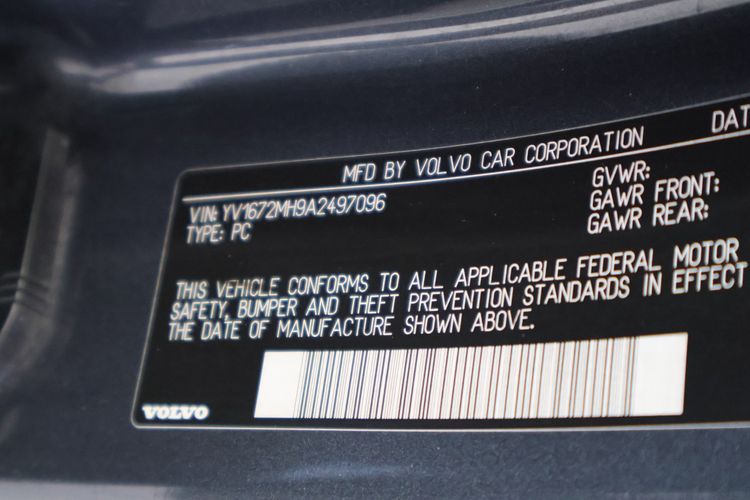 MFD BY VOLVO CAR CORPORATION DAT
VIN: YV1672MH9A2497096 GVWR:
TYPE: PC GAWR FRONT:
GAWR REAR:
THIS VEHICLE CONFORMS TO ALL APPLICABLE FEDERAL MOTOR
SAFETY, BUMPER AND THEFT PREVENTION STANDARDS IN EFFECT
THE DATE OF MANUFACTURE SHOWN ABOVE.
VOLVO